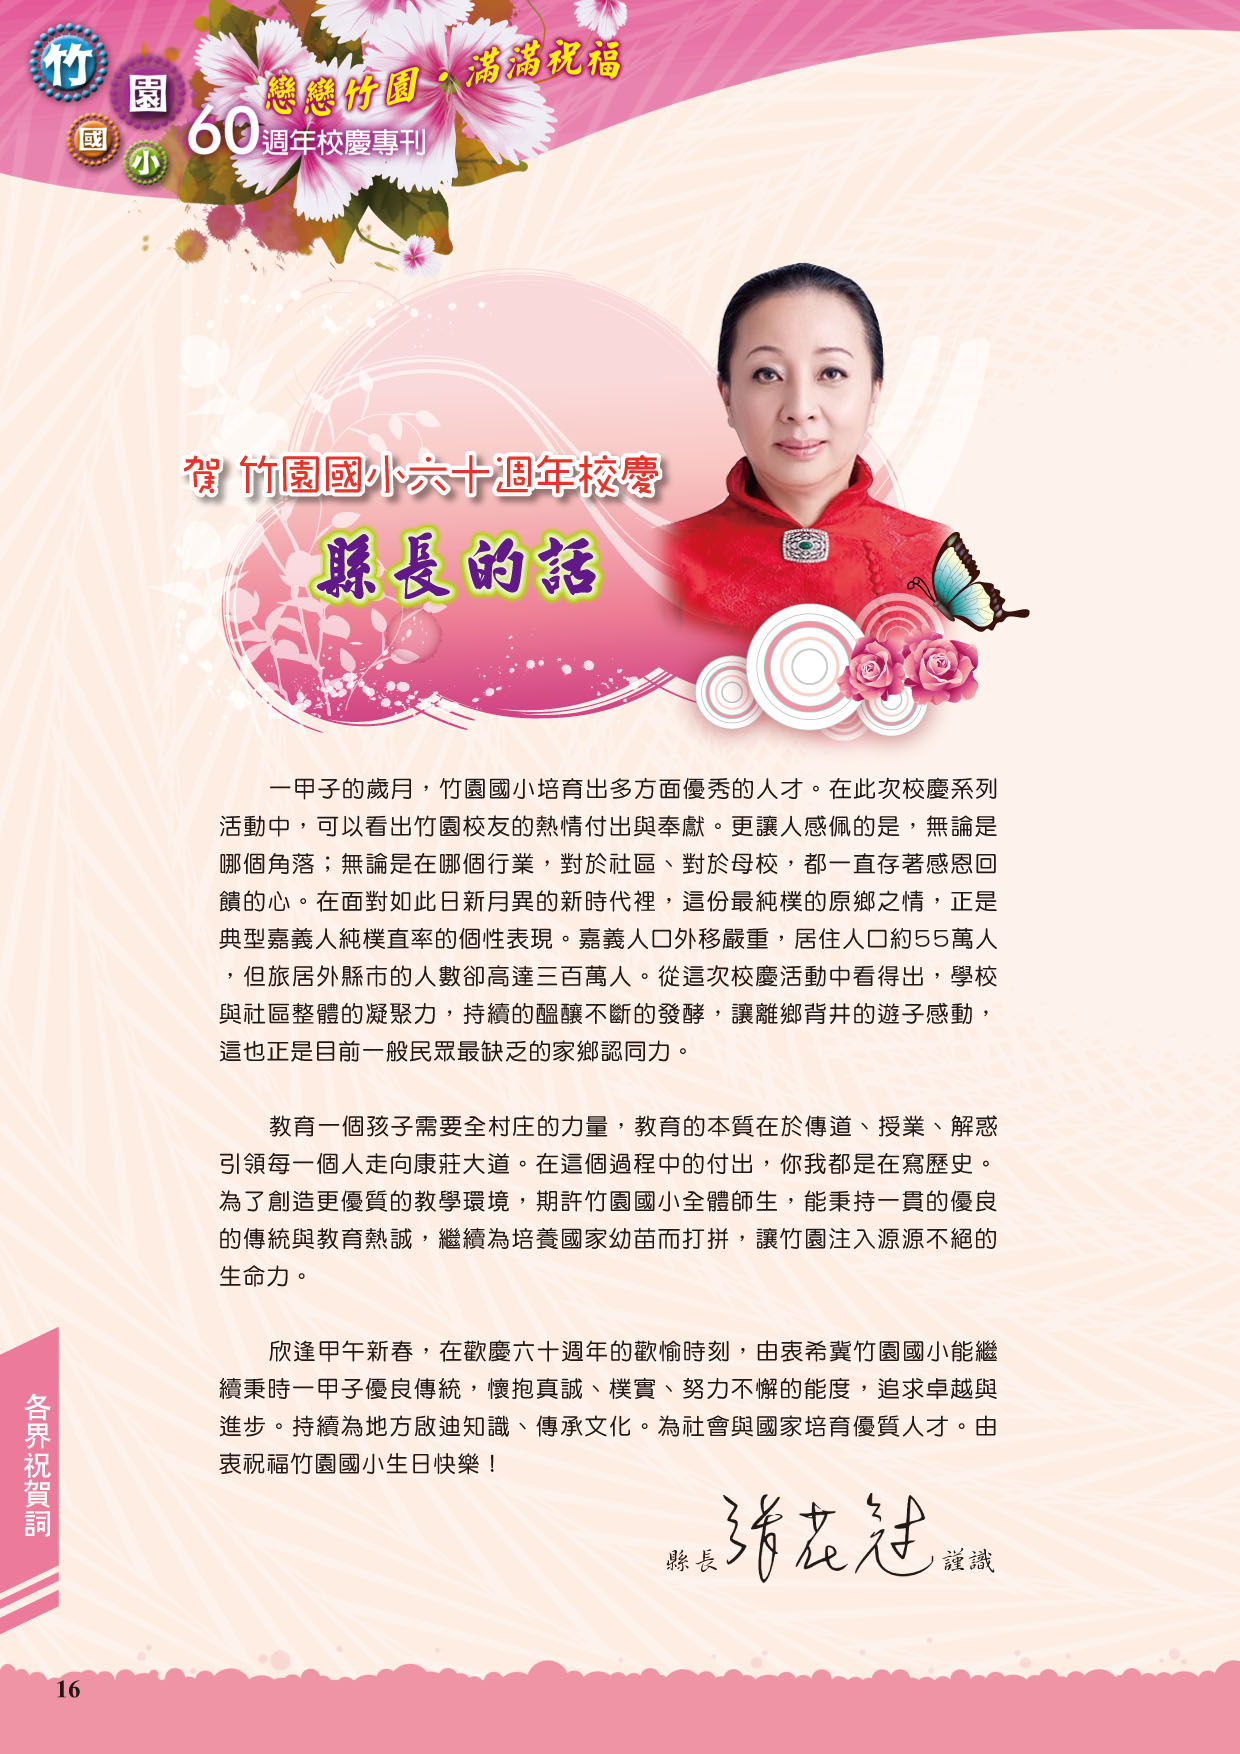 竹園國小
戀戀竹園・滿滿祝福
60週年校慶專刊
賀 竹園國小六十週年校慶
縣長的話
一甲子的歲月，竹園國小培育出多方面優秀的人才。在此次校慶系列
活動中，可以看出竹園校友的熱情付出與奉獻。更讓人感佩的是，無論是
哪個角落；無論是在哪個行業，對於社區、對於母校，都一直存著感恩回
饋的心。在面對如此日新月異的新時代裡，這份最純樸的原鄉之情，正是
典型嘉義人純樸直率的個性表現。嘉義人口外移嚴重，居住人口約55萬人
，但旅居外縣市的人數卻高達三百萬人。從這次校慶活動中看得出，學校
與社區整體的凝聚力，持續的醞釀不斷的發酵，讓離鄉背井的遊子感動，
這也正是目前一般民眾最缺乏的家鄉認同力。
教育一個孩子需要全村庄的力量，教育的本質在於傳道、授業、解惑
引領每一個人走向康莊大道。在這個過程中的付出，你我都是在寫歷史。
為了創造更優質的教學環境，期許竹園國小全體師生，能秉持一貫的優良
的傳統與教育熱誠，繼續為培養國家幼苗而打拼，讓竹園注入源源不絕的
生命力。
欣逢甲午新春，在歡慶六十週年的歡愉時刻，由衷希冀竹園國小能繼
續秉時一甲子優良傳統，懷抱真誠、樸實、努力不懈的能度，追求卓越與
進步。持續為地方啟迪知識、傳承文化。為社會與國家培育優質人才。由
衷祝福竹園國小生日快樂！
縣長 張花冠 謹識
各界祝賀詞
16